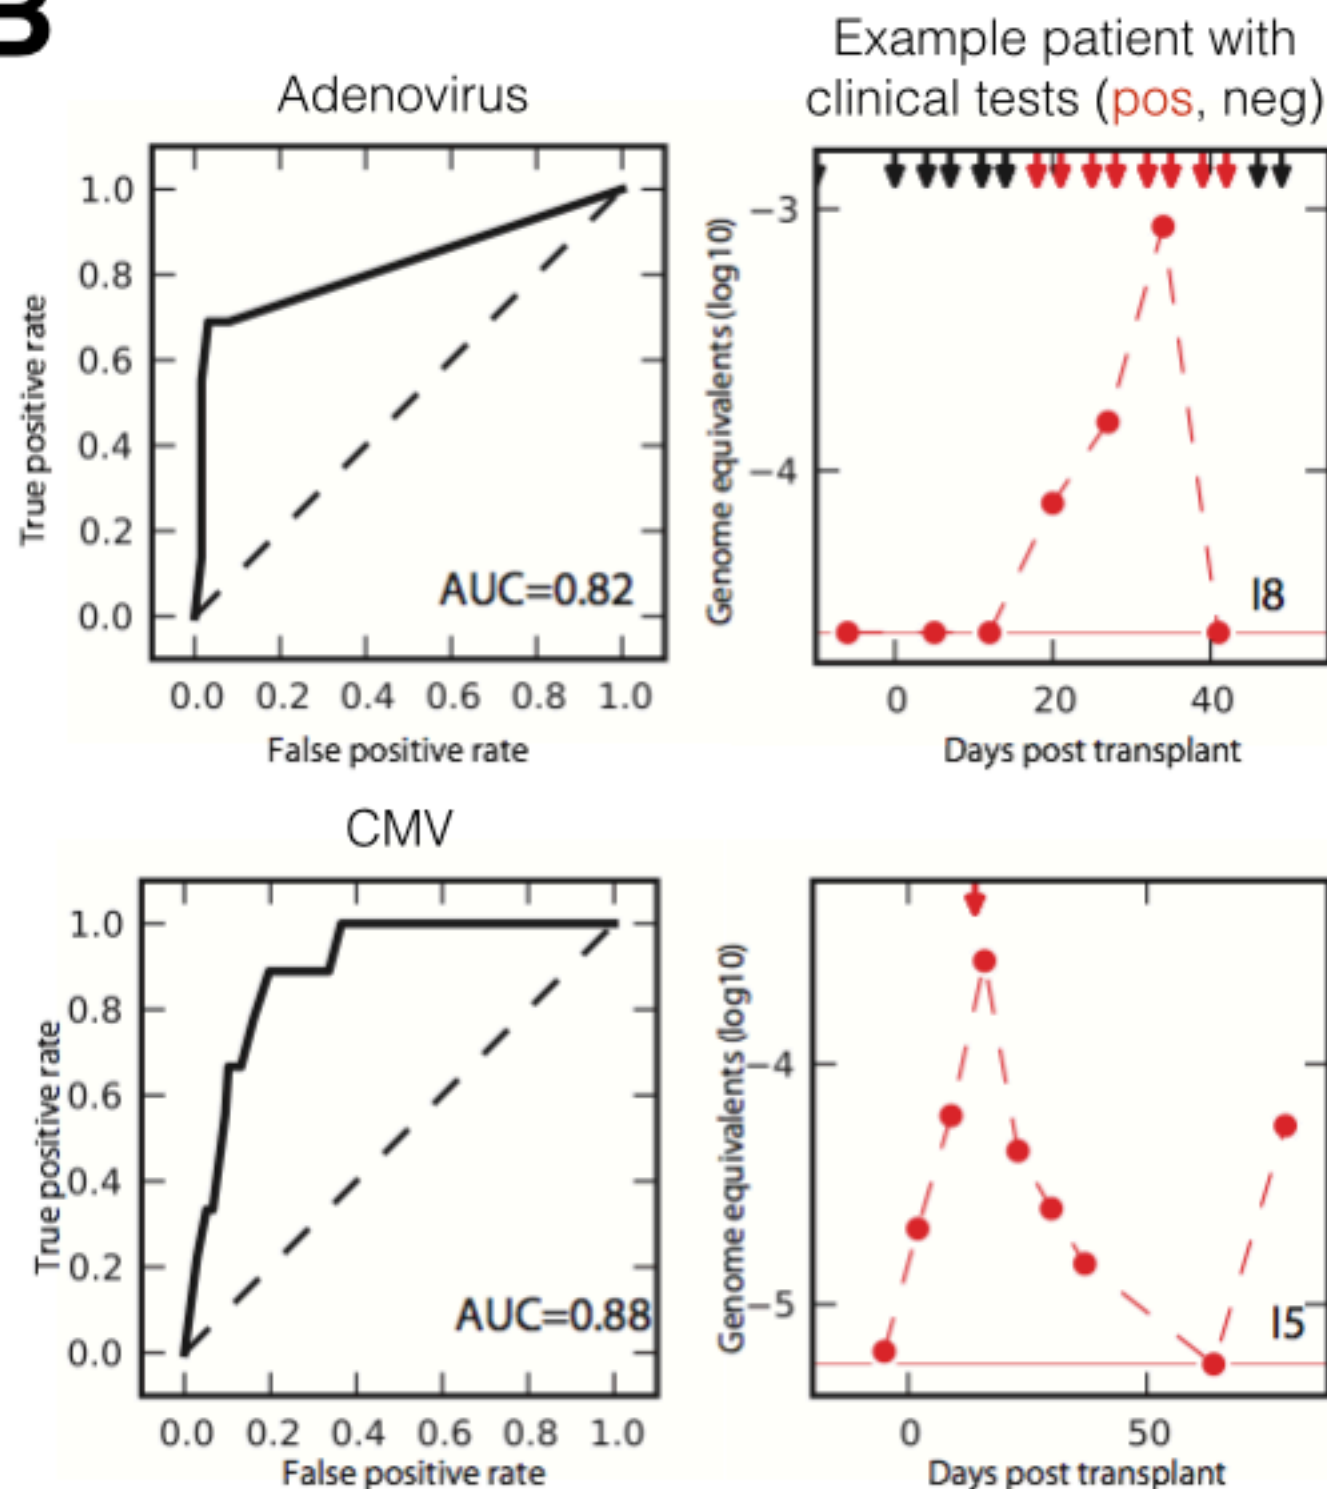 B
Example patient with
clinical tests (pos, neg)
Adenovirus
True positive rate
1.0
0.8
0.6
0.4
0.2
0.0
AUC=0.82
0.0 0.2 0.4 0.6 0.8 1.0
False positive rate
Genome equivalents (log10)
−3
−4
I8
0 20 40
Days post transplant
CMV
True positive rate
1.0
0.8
0.6
0.4
0.2
0.0
AUC=0.88
0.0 0.2 0.4 0.6 0.8 1.0
False positive rate
Genome equivalents (log10)
−4
−5
I5
0 50
Days post transplant